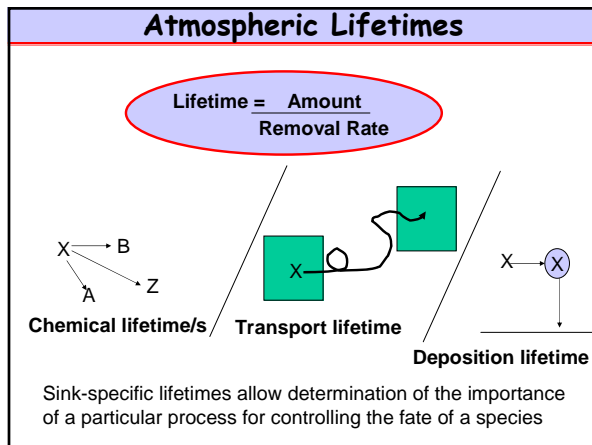 Atmospheric Lifetimes
Lifetime = Amount
Removal Rate
X
B
A
Z
Chemical lifetime/s
X
Transport lifetime
X
X
Deposition lifetime
Sink-specific lifetimes allow determination of the importance
of a particular process for controlling the fate of a species